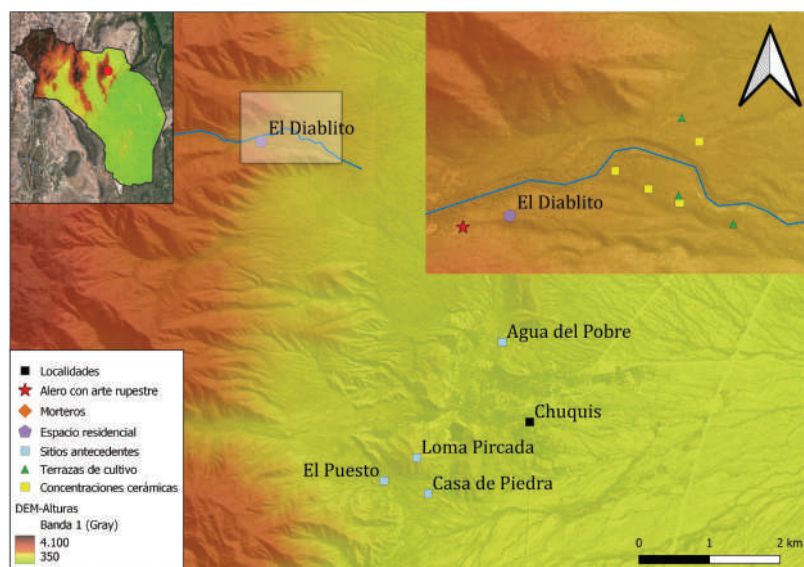 El Diablito
El Diablito
Agua del Pobre
Chuquis
Loma Pircada
El Puesto
Casa de Piedra
Localidades
Alero con arte rupestre
Morteros
Espacio residencial
Sitios antecedentes
Terrazas de cultivo
Concentraciones cerámicas
DEM-Alturas
Banda 1 (Gray)
4.100
350
0 1 2 km